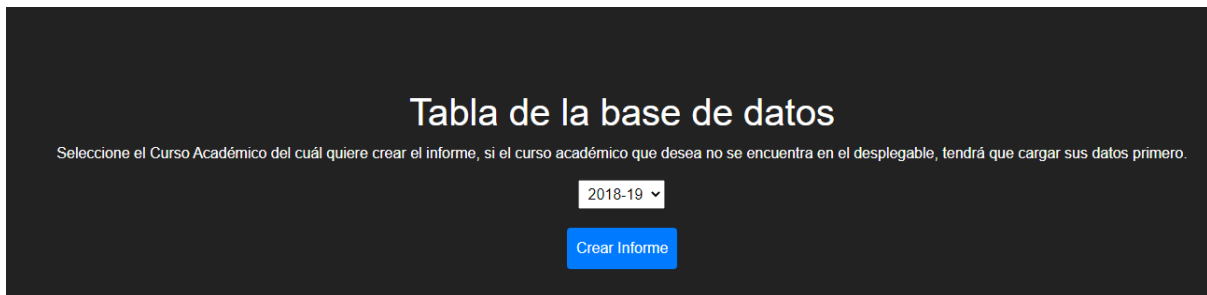 Tabla de la base de datos
Seleccione el Curso Académico del cuál quiere crear el informe, si el curso académico que desea no se encuentra en el desplegable, tendrá que cargar sus datos primero.
2018-19
Crear Informe